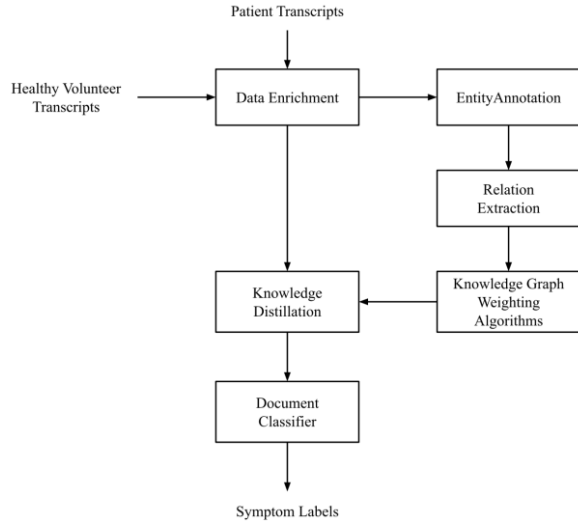 Patient Transcripts
Healthy Volunteer
Transcripts
Data Enrichment
EntityAnnotation
Relation
Extraction
Knowledge
Distillation
Knowledge Graph
Weighting
Algorithms
Document
Classifier
Symptom Labels